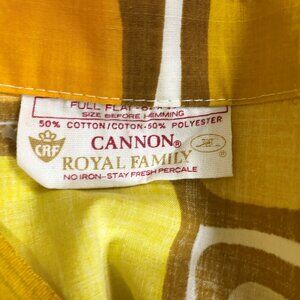 FULL FLAT
SIZE BEFORE HEMMING
50% COTTON/COTON-50% POLYESTER
CANNON®
CRF ROYAL FAMILY®
NO IRON-STAY FRESH PERCALE